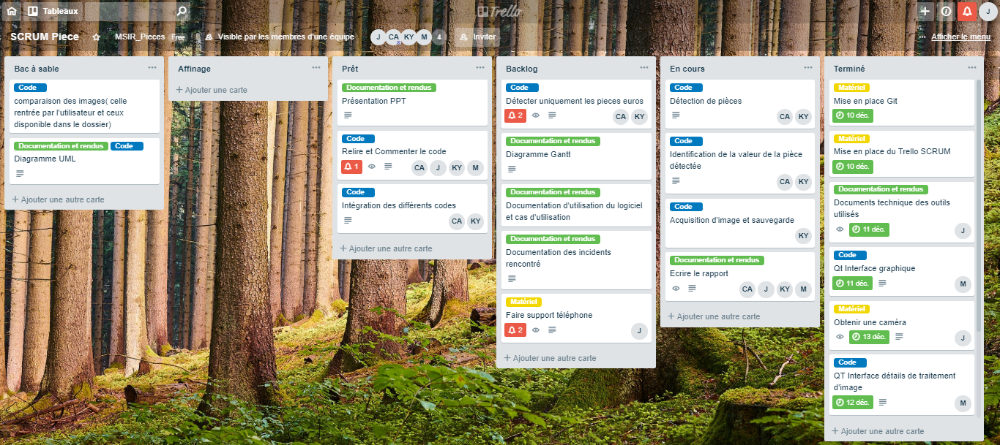 Tableaux
Trello
J
SCRUM Piece
MSIR_Pieces
Free
Visible par les membres d'une équipe
J
CA
KY
M
4
Inviter
Afficher le menu
Bac à sable
Code
comparaison des images( celle
rentrée par l'utilisateur et ceux
disponible dans le dossier)
Documentation et rendus
Code
Diagramme UML
Ajouter une autre carte
Affinage
Ajouter une carte
Prêt
Documentation et rendus
Présentation PPT
Code
Relire et Commenter le code
1
CA
J
KY
M
Code
Intégration des différents codes
CA
KY
Ajouter une autre carte
Backlog
Code
Détecter uniquement les pieces euros
2
CA
KY
Documentation et rendus
Diagramme Gantt
Documentation et rendus
Documentation d'utilisation du logiciel
et cas d'utilisation
Documentation et rendus
Documentation des incidents
rencontré
Matériel
Faire support téléphone
2
J
Ajouter une autre carte
En cours
Code
Détection de pièces
CA
KY
Code
Identification de la valeur de la pièce
détectée
CA
KY
Code
Acquisition d'image et sauvegarde
KY
Documentation et rendus
Ecrire le rapport
CA
J
KY
M
Ajouter une autre carte
Terminé
Matériel
Mise en place Git
10 déc.
Matériel
Mise en place du Trello SCRUM
10 déc.
Documentation et rendus
Documents technique des outils
utilisés
11 déc.
J
Code
Qt Interface graphique
11 déc.
M
Matériel
Obtenir une caméra
13 déc.
J
Code
QT Interface détails de traitement
d'image
12 déc.
M
Ajouter une autre carte